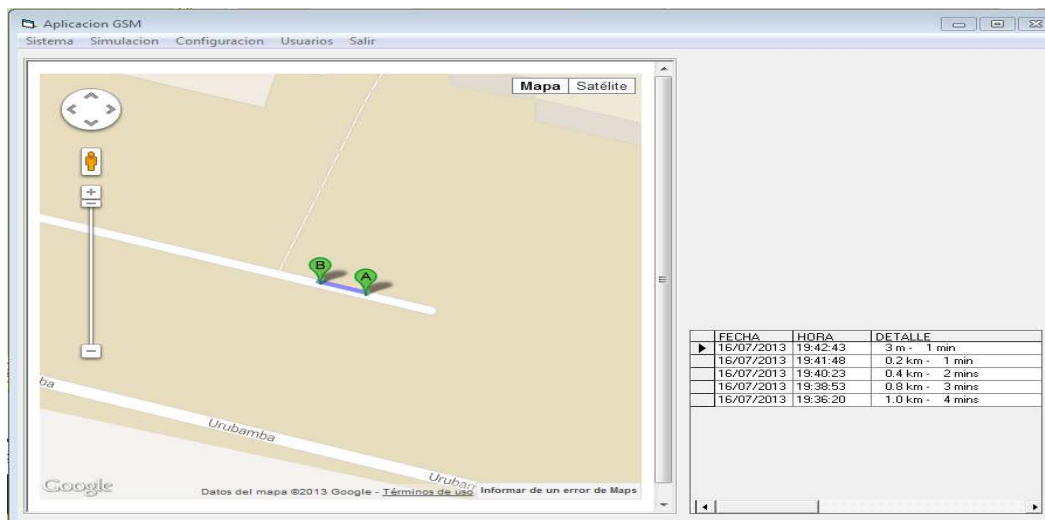 Aplicacion GSM
Sistema Simulacion Configuracion Usuarios Salir
Mapa Satélite
+
B
A
−
ba
Urubamba
Urubam
Google
Datos del mapa ©2013 Google - Términos de uso Informar de un error de Maps
FECHA HORA DETALLE
16/07/2013 19:42:43 3 m - 1 min
16/07/2013 19:41:48 0.2 km - 1 min
16/07/2013 19:40:23 0.4 km - 2 mins
16/07/2013 19:38:53 0.8 km - 3 mins
16/07/2013 19:36:20 1.0 km - 4 mins